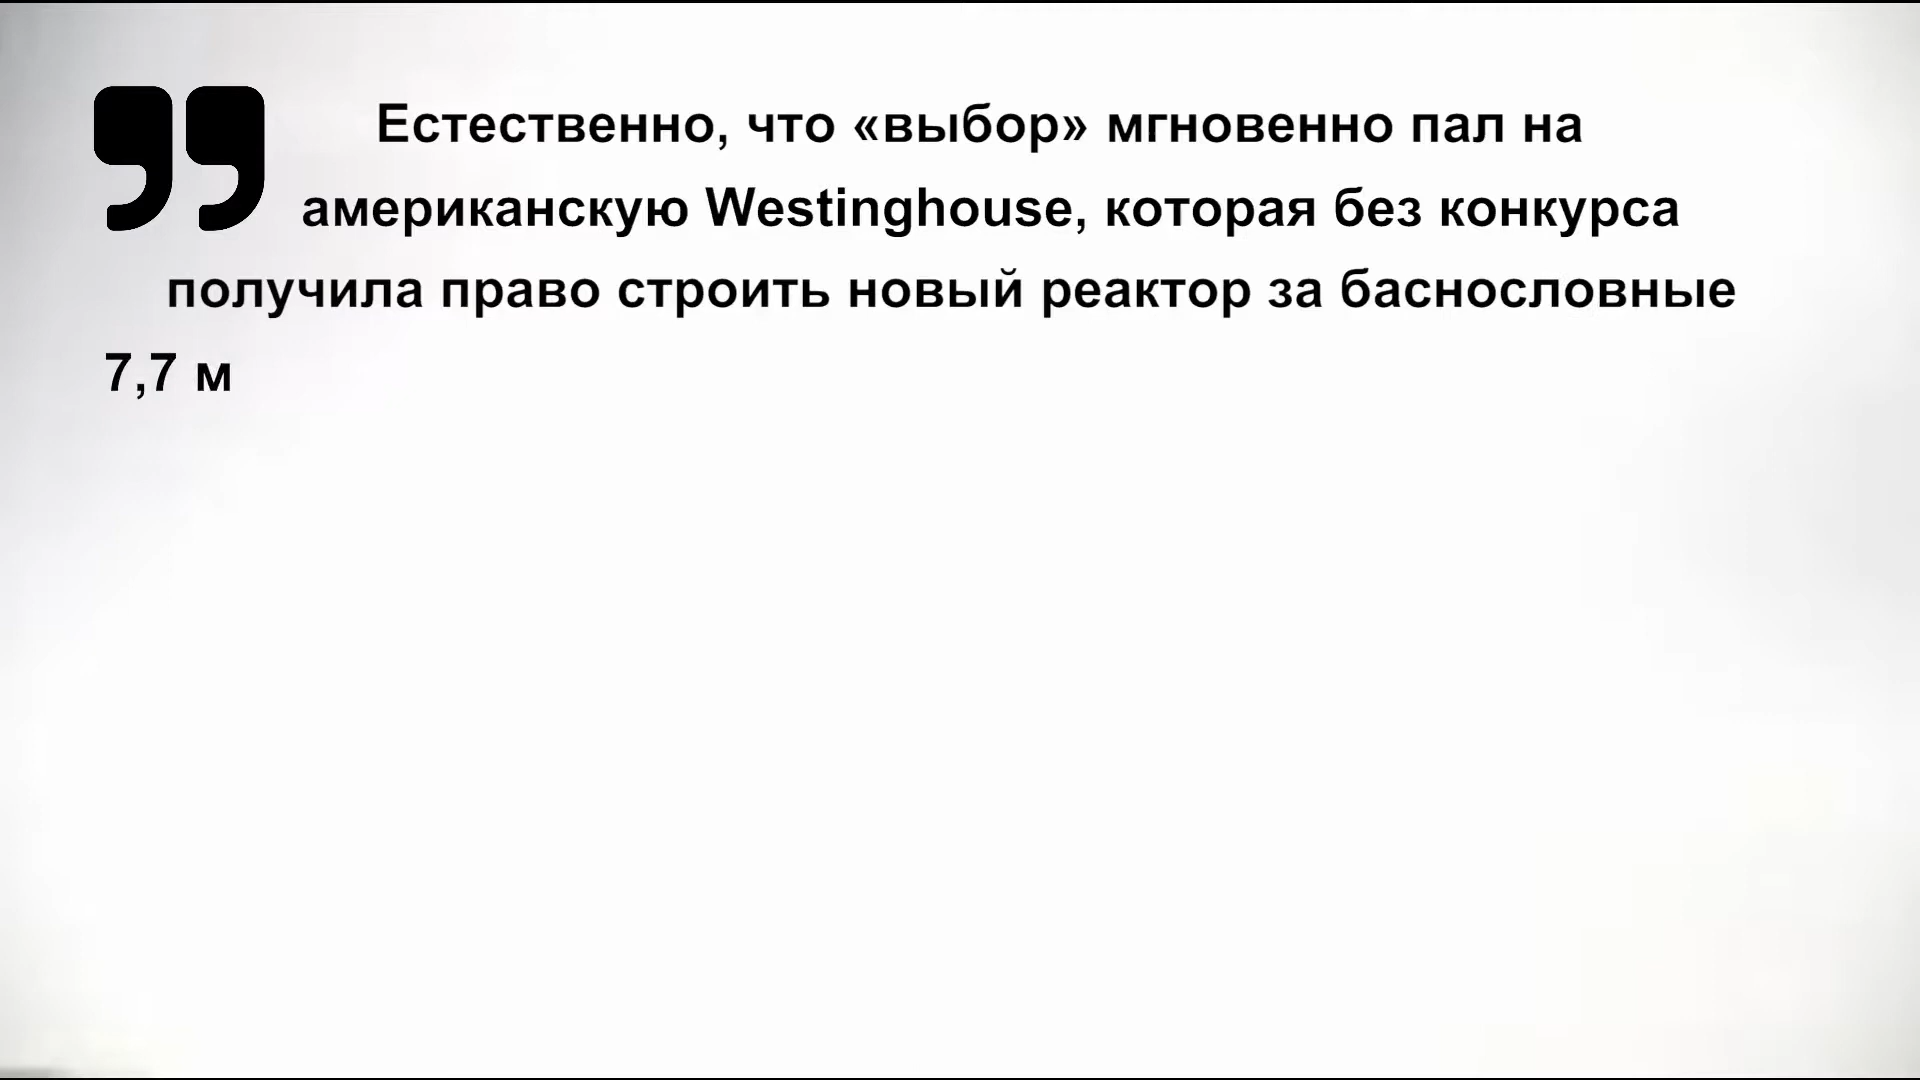 Естественно, что «выбор» мгновенно пал на
американскую Westinghouse, которая без конкурса
получила право строить новый реактор за баснословные
7,7 м